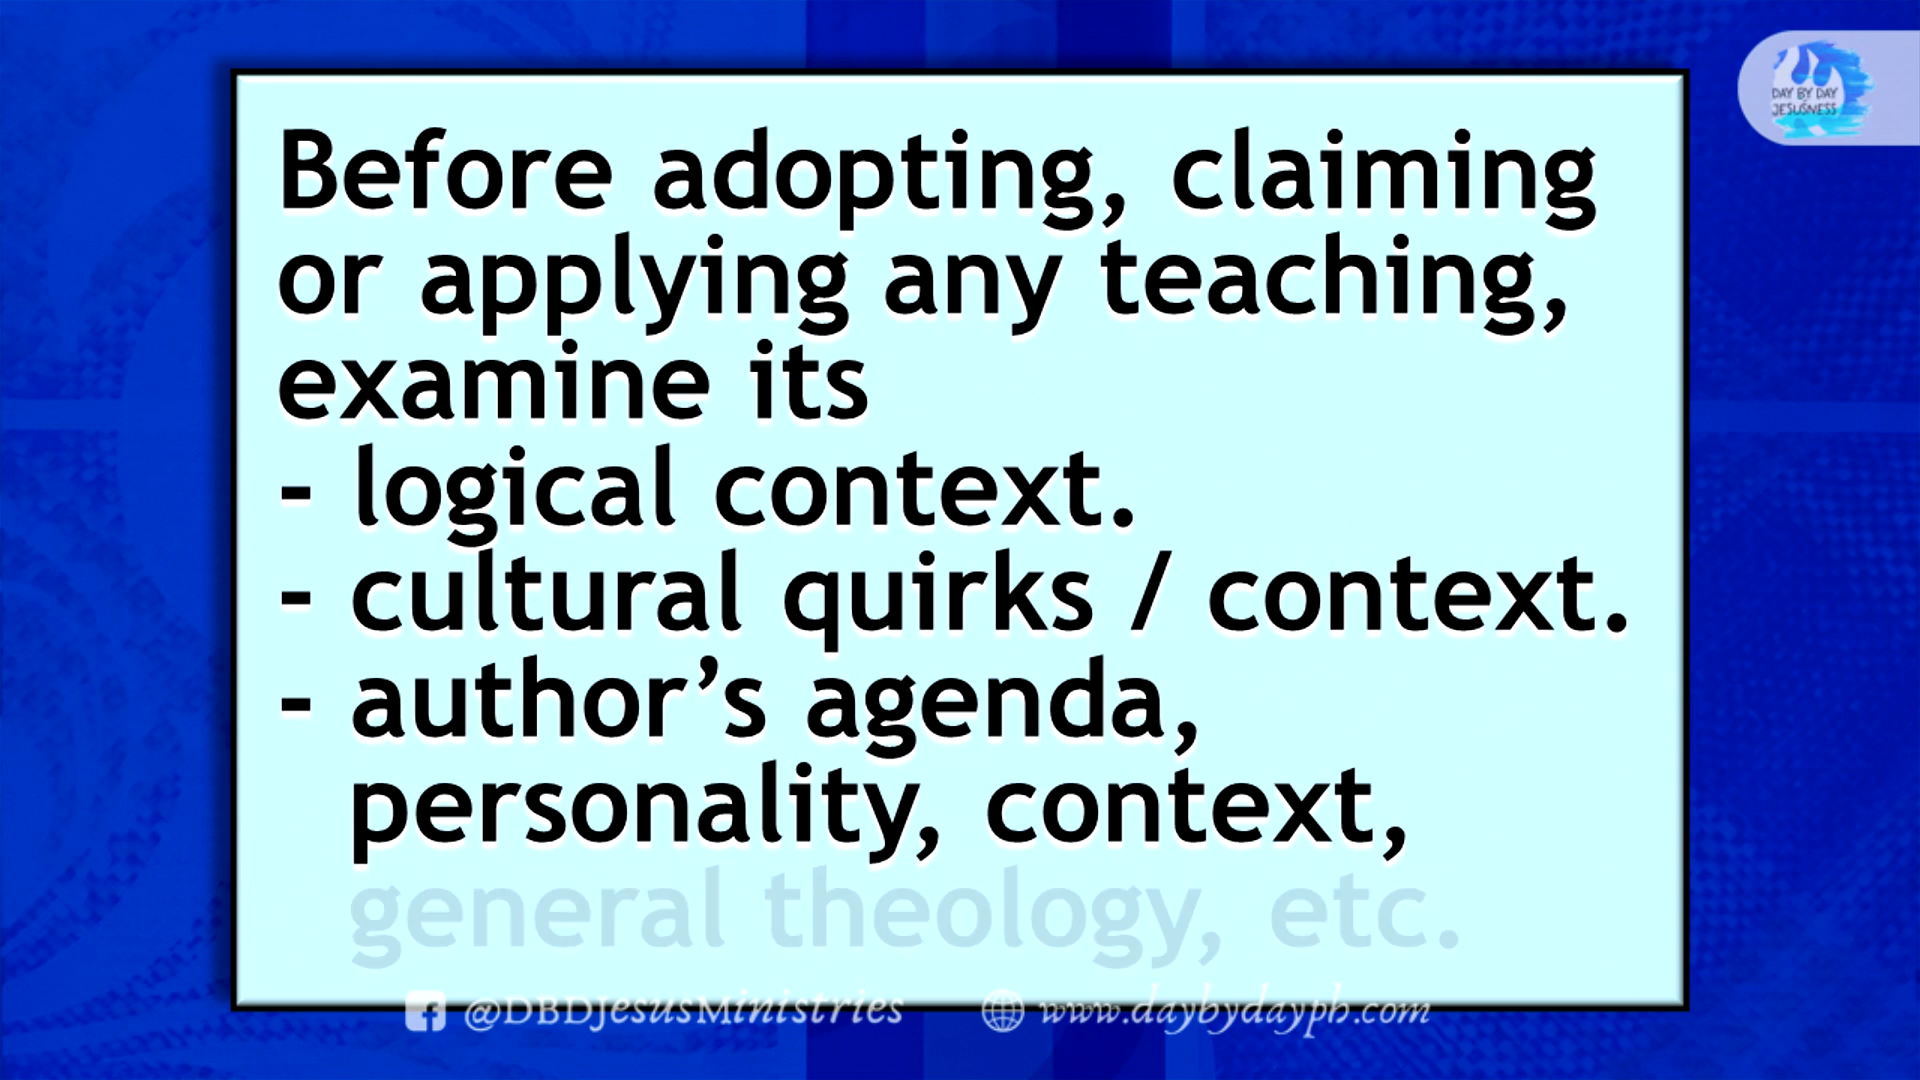 Before adopting, claiming
or applying any teaching,
examine its
- logical context.
- cultural quirks / context.
- author’s agenda,
personality, context,
general theology, etc.
DAY BY DAY
JESUSNESS
@DBDJesusMinistries
www.daybydayph.com